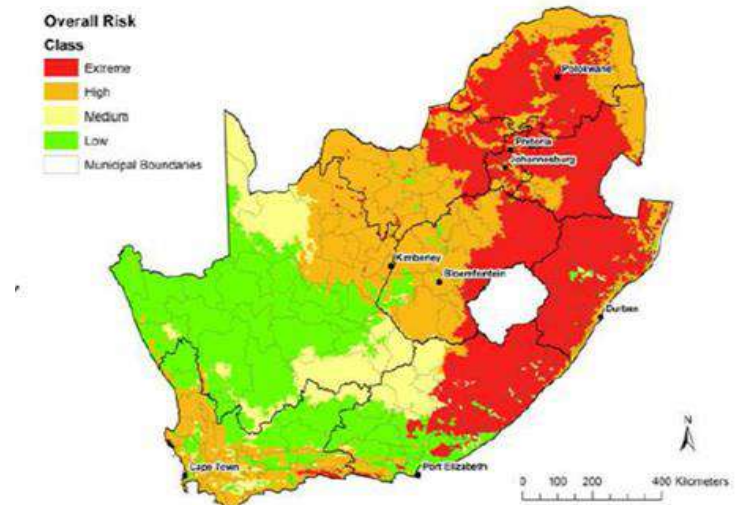 Overall Risk
Class
Extreme
High
Medium
Low
Municipal Boundaries
Polokwane
Pretoria
Johannesburg
Kimberley
Bloemfontein
Durban
Cape Town
Port Elizabeth
N
0 100 200 400 Kilometers